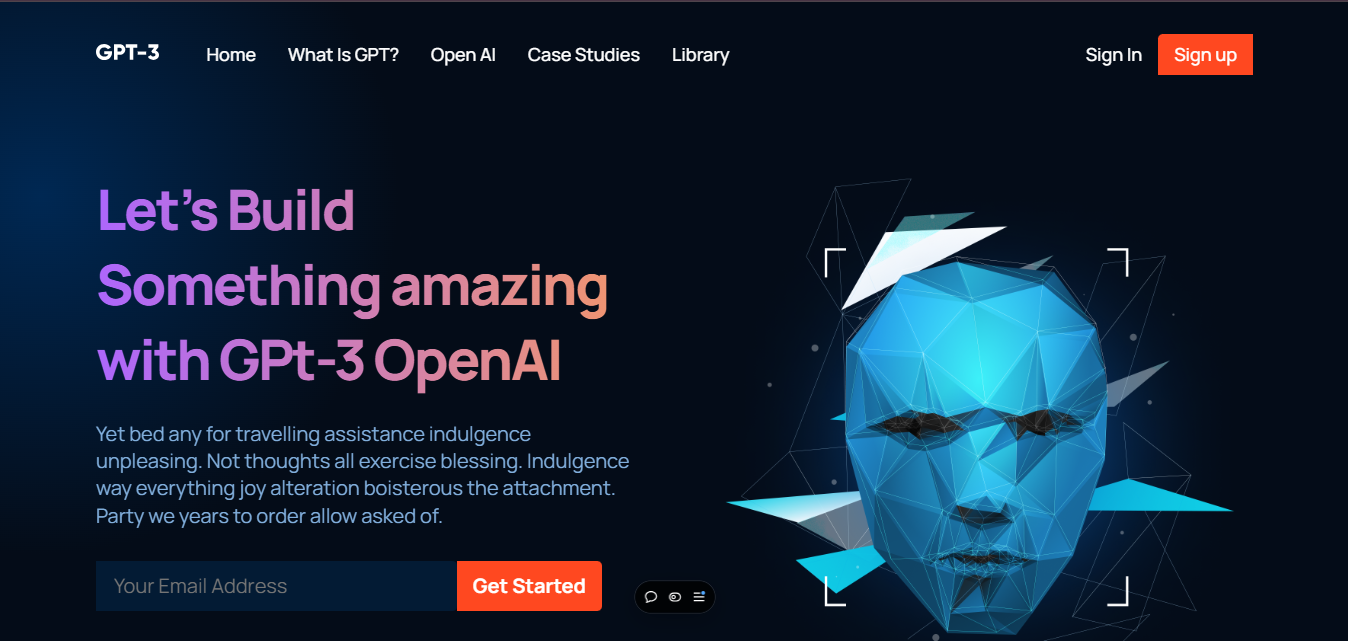 GPT-3 Home What Is GPT? Open AI Case Studies Library Sign In Sign up
Let’s Build
Something amazing
with GPt-3 OpenAI
Yet bed any for travelling assistance indulgence
unpleasing. Not thoughts all exercise blessing. Indulgence
way everything joy alteration boisterous the attachment.
Party we years to order allow asked of.
Your Email Address Get Started